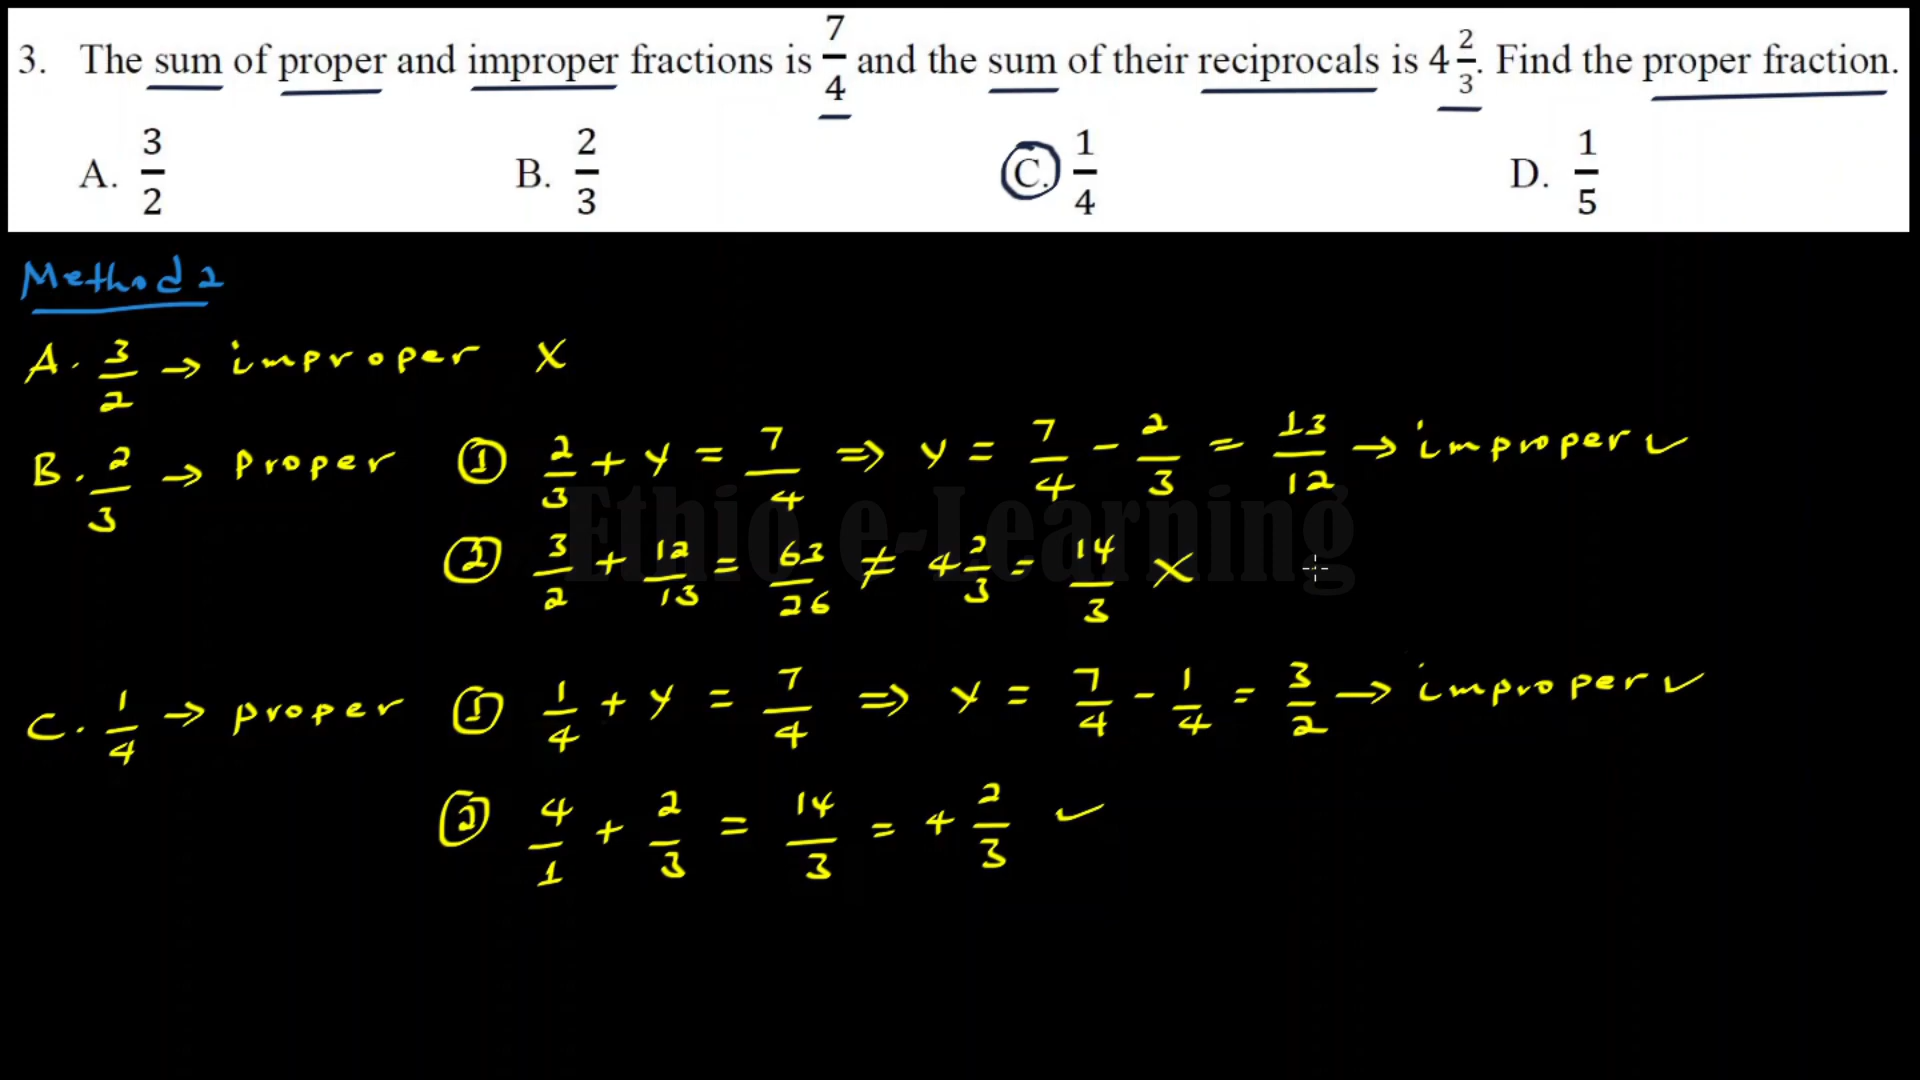 3. The sum of proper and improper fractions is 7/4 and the sum of their reciprocals is 4 2/3. Find the proper fraction.
A. 3/2 B. 2/3 C. 1/4 D. 1/5
Method 2
A. 3/2 → improper X
B. 2/3 → Proper ① 2/3 + y = 7/4 ⇒ y = 7/4 - 2/3 = 13/12 → improper ✓
Ethio e-Learning
② 3/2 + 12/13 = 63/26 ≠ 4 2/3 = 14/3 X
C. 1/4 → proper ① 1/4 + y = 7/4 ⇒ y = 7/4 - 1/4 = 3/2 → improper ✓
② 4/1 + 2/3 = 14/3 = 4 2/3 ✓